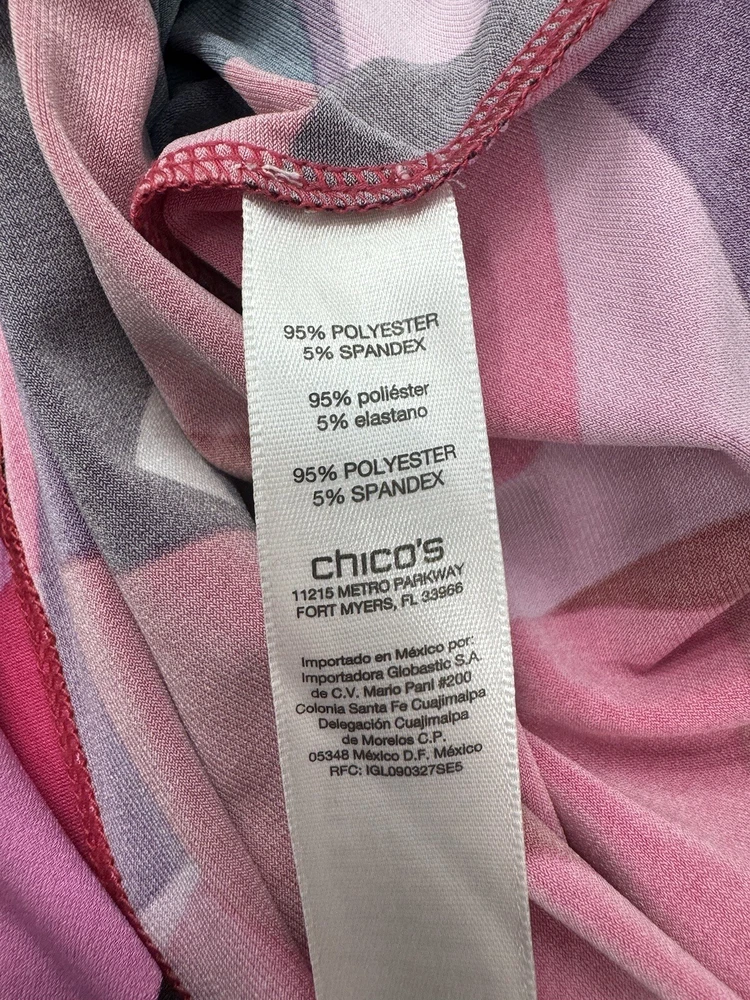 95% POLYESTER
5% SPANDEX
95% poliéster
5% elastano
95% POLYESTER
5% SPANDEX
chico's
11215 METRO PARKWAY
FORT MYERS, FL 33966
Importado en México por:
Importadora Globastic S.A.
de C.V. Mario Pani #200
Colonia Santa Fe Cuajimalpa
Delegación Cuajimalpa
de Morelos C.P.
05348 México D.F. México
RFC: IGL090327SE5